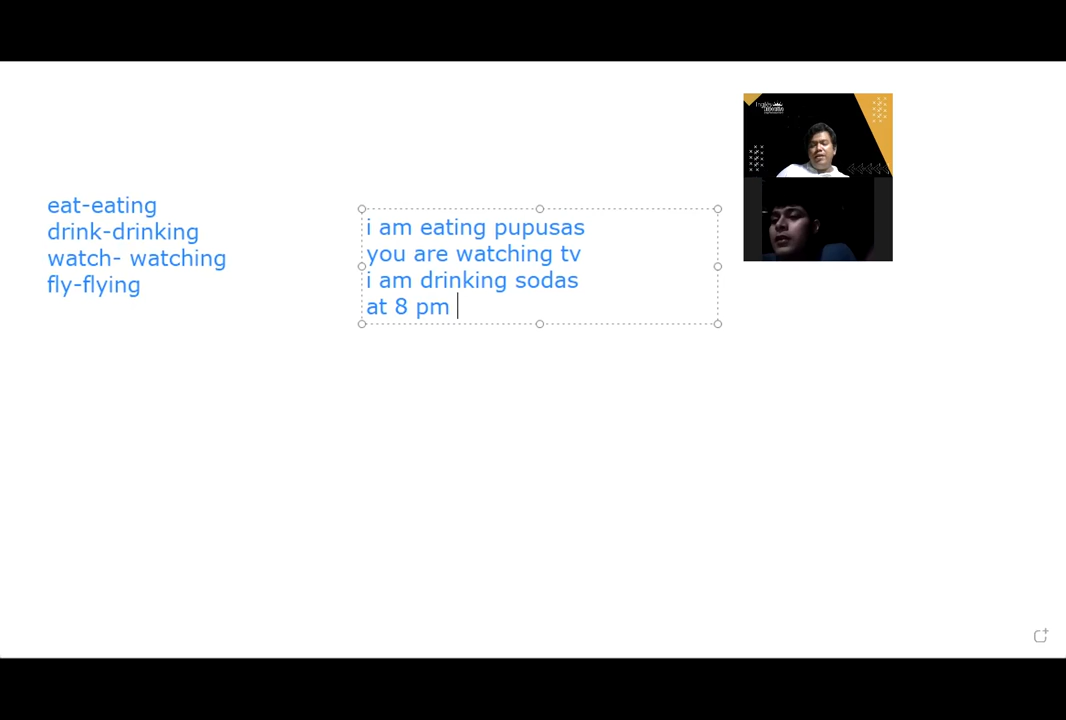 eat-eating
drink-drinking
watch- watching
fly-flying
i am eating pupusas
you are watching tv
i am drinking sodas
at 8 pm
Inglés